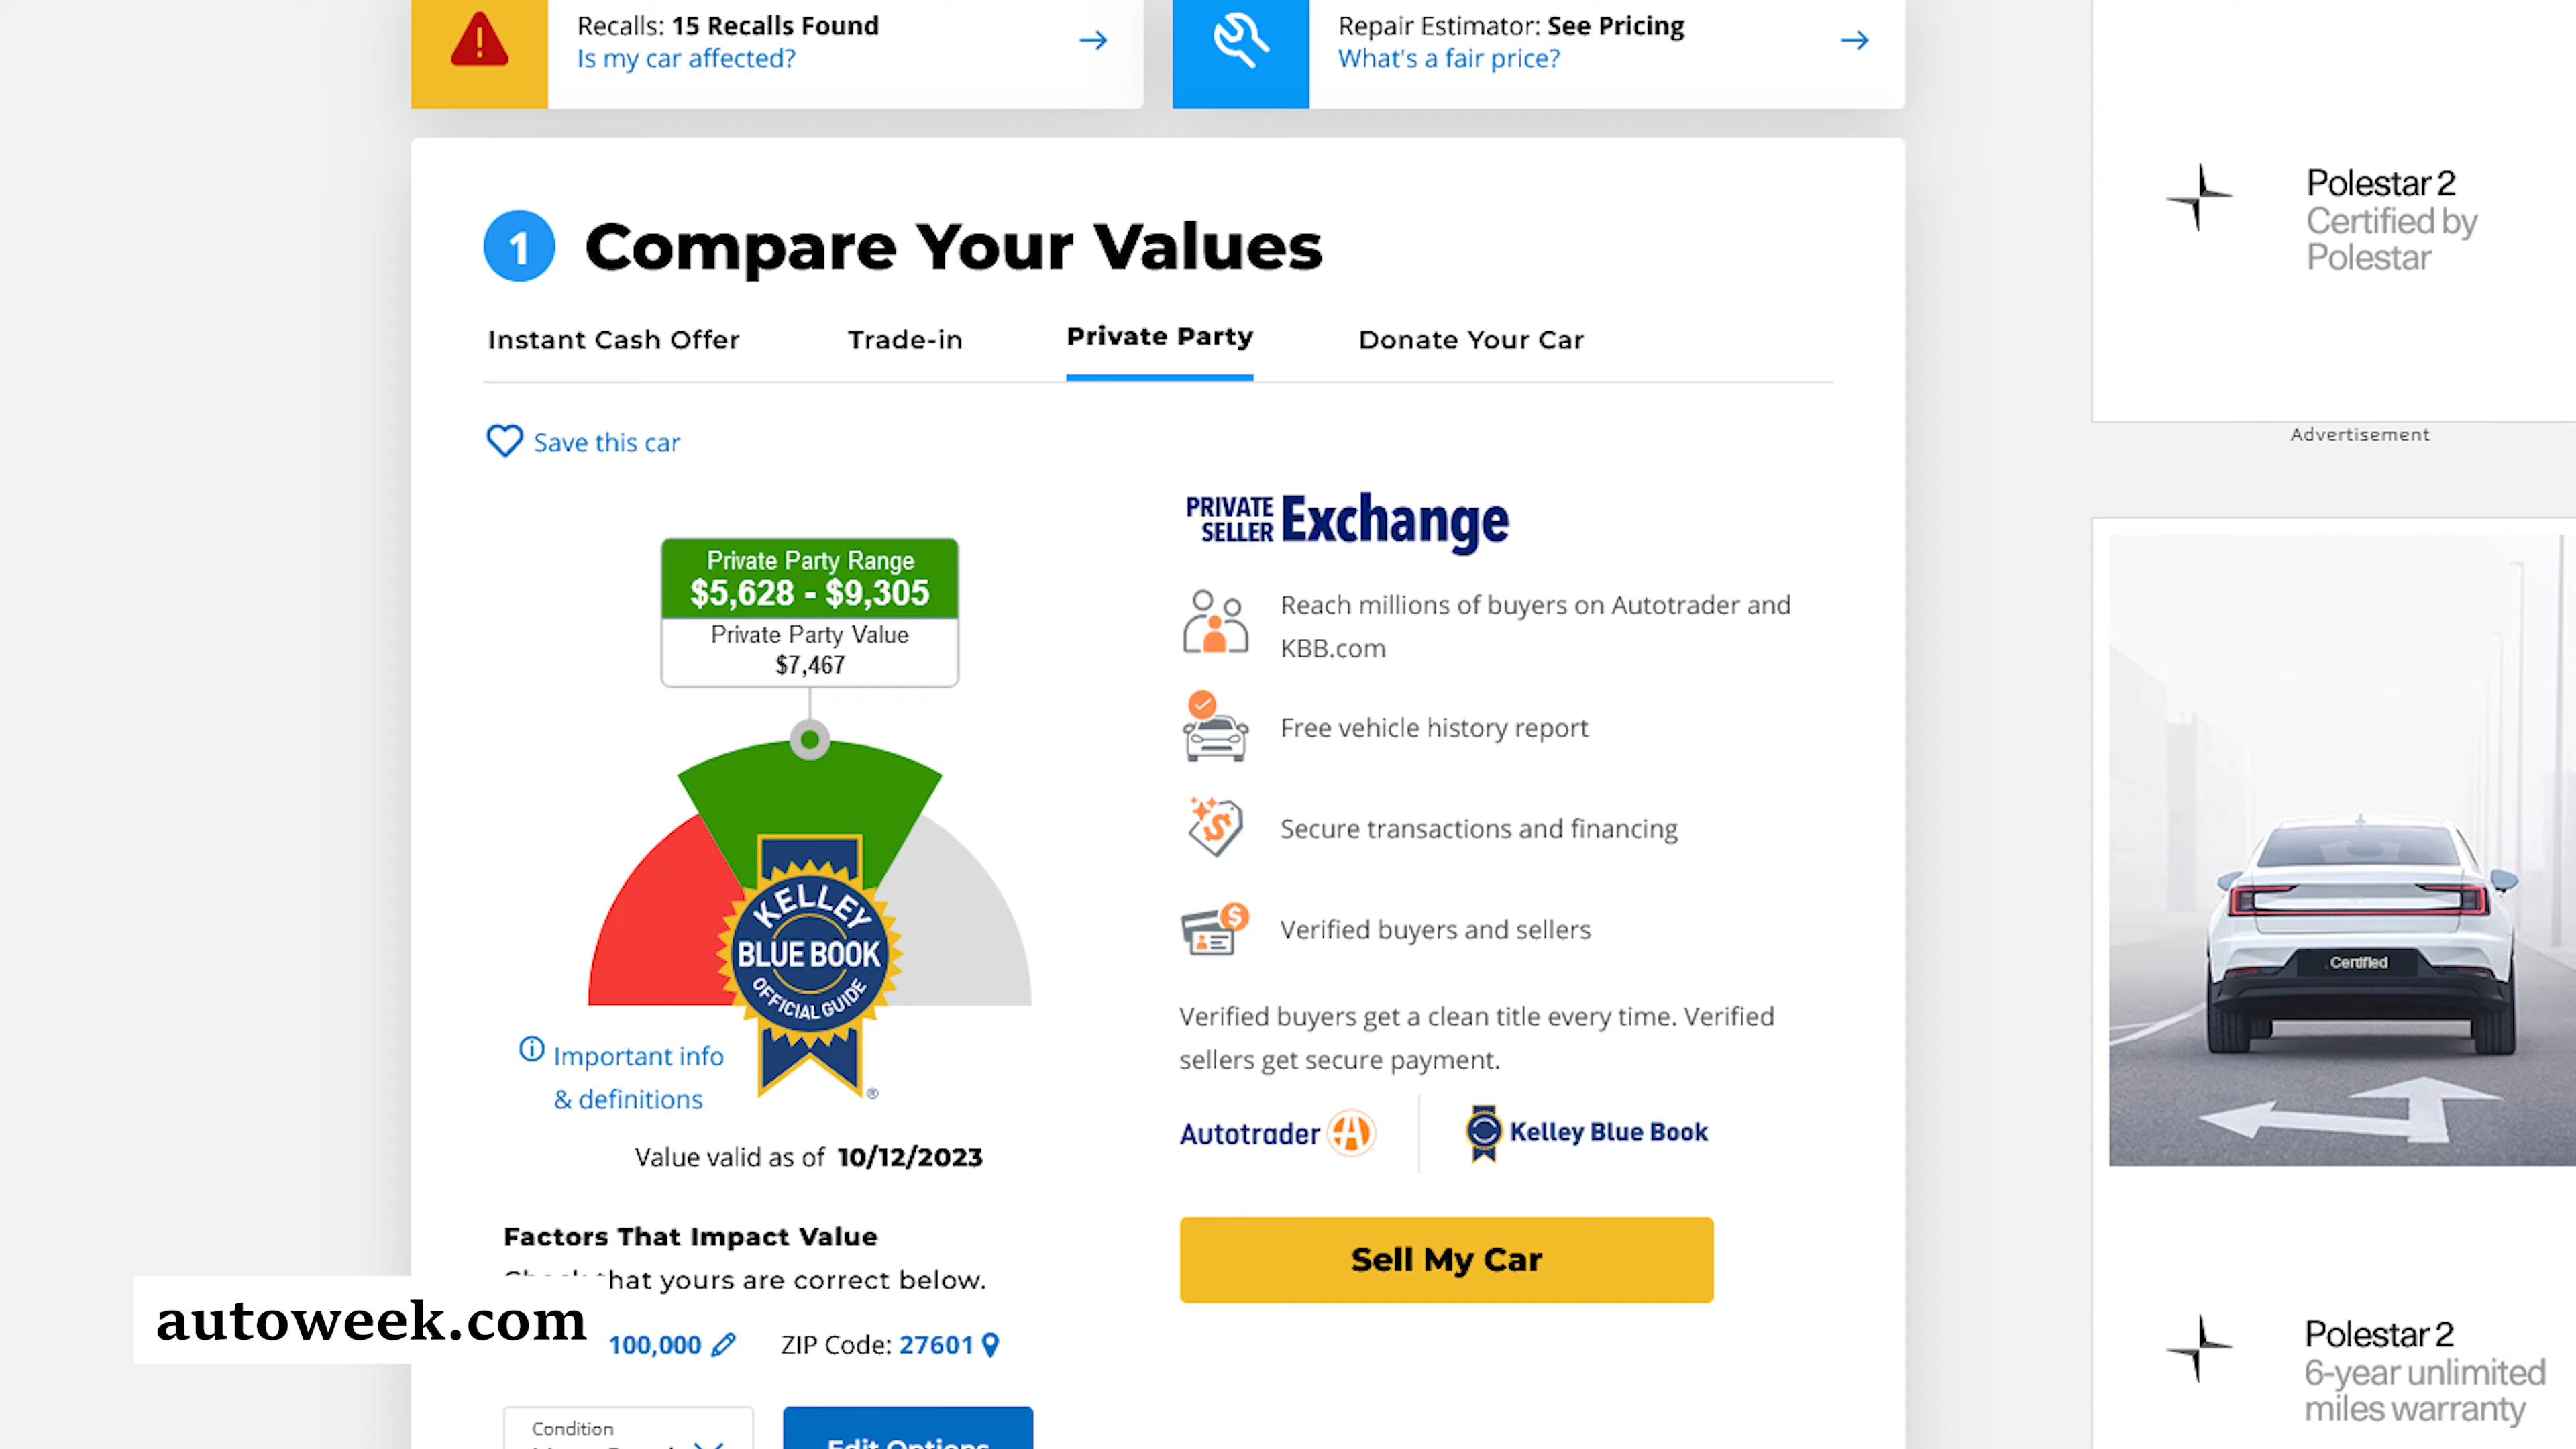 Recalls: 15 Recalls Found
Is my car affected?
Repair Estimator: See Pricing
What's a fair price?
1 Compare Your Values
Instant Cash Offer
Trade-in
Private Party
Donate Your Car
Save this car
Private Party Range
$5,628 - $9,305
Private Party Value
$7,467
KELLEY
BLUE BOOK
OFFICIAL GUIDE
®
Important info
& definitions
Value valid as of 10/12/2023
Factors That Impact Value
that yours are correct below.
100,000
ZIP Code: 27601
Condition
Edit Options
PRIVATE
SELLER
Exchange
Reach millions of buyers on Autotrader and
KBB.com
Free vehicle history report
Secure transactions and financing
Verified buyers and sellers
Verified buyers get a clean title every time. Verified
sellers get secure payment.
Autotrader
Kelley Blue Book
Sell My Car
Polestar 2
Certified by
Polestar
Advertisement
Certified
Polestar 2
6-year unlimited
miles warranty
autoweek.com